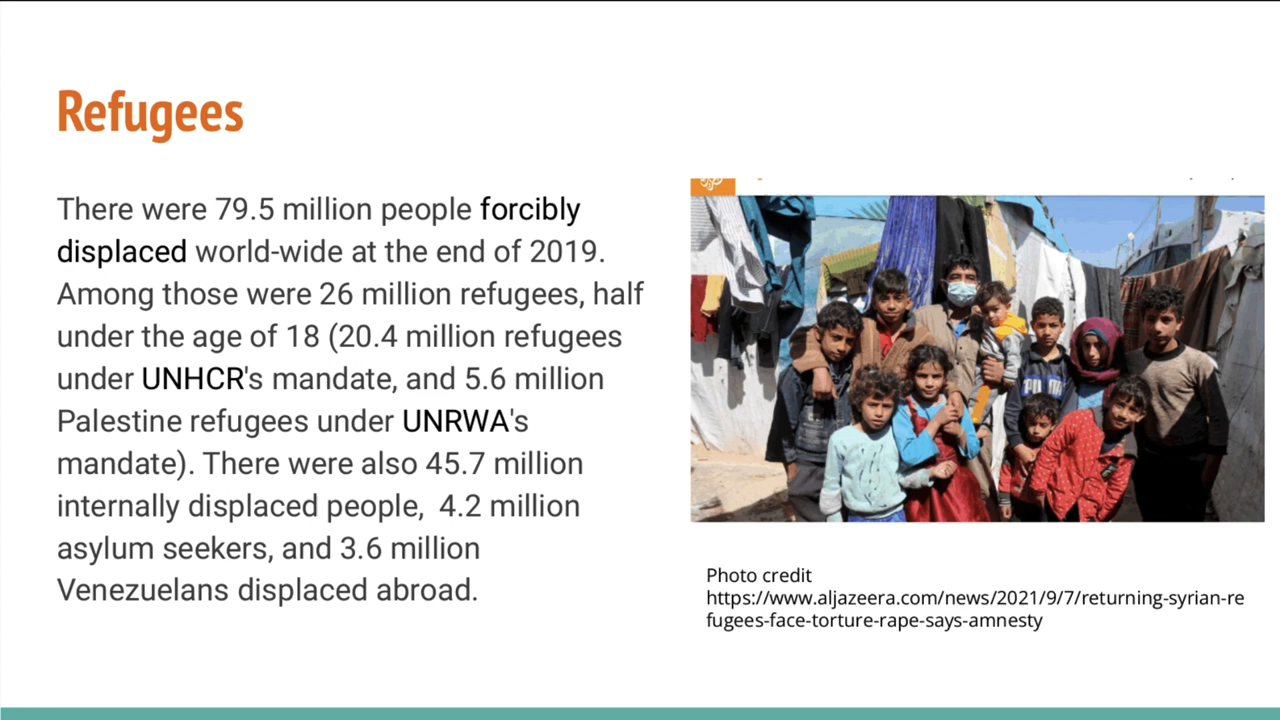 Refugees
There were 79.5 million people forcibly
displaced world-wide at the end of 2019.
Among those were 26 million refugees, half
under the age of 18 (20.4 million refugees
under UNHCR's mandate, and 5.6 million
Palestine refugees under UNRWA's
mandate). There were also 45.7 million
internally displaced people,  4.2 million
asylum seekers, and 3.6 million
Venezuelans displaced abroad.
Photo credit
https://www.aljazeera.com/news/2021/9/7/returning-syrian-re
fugees-face-torture-rape-says-amnesty